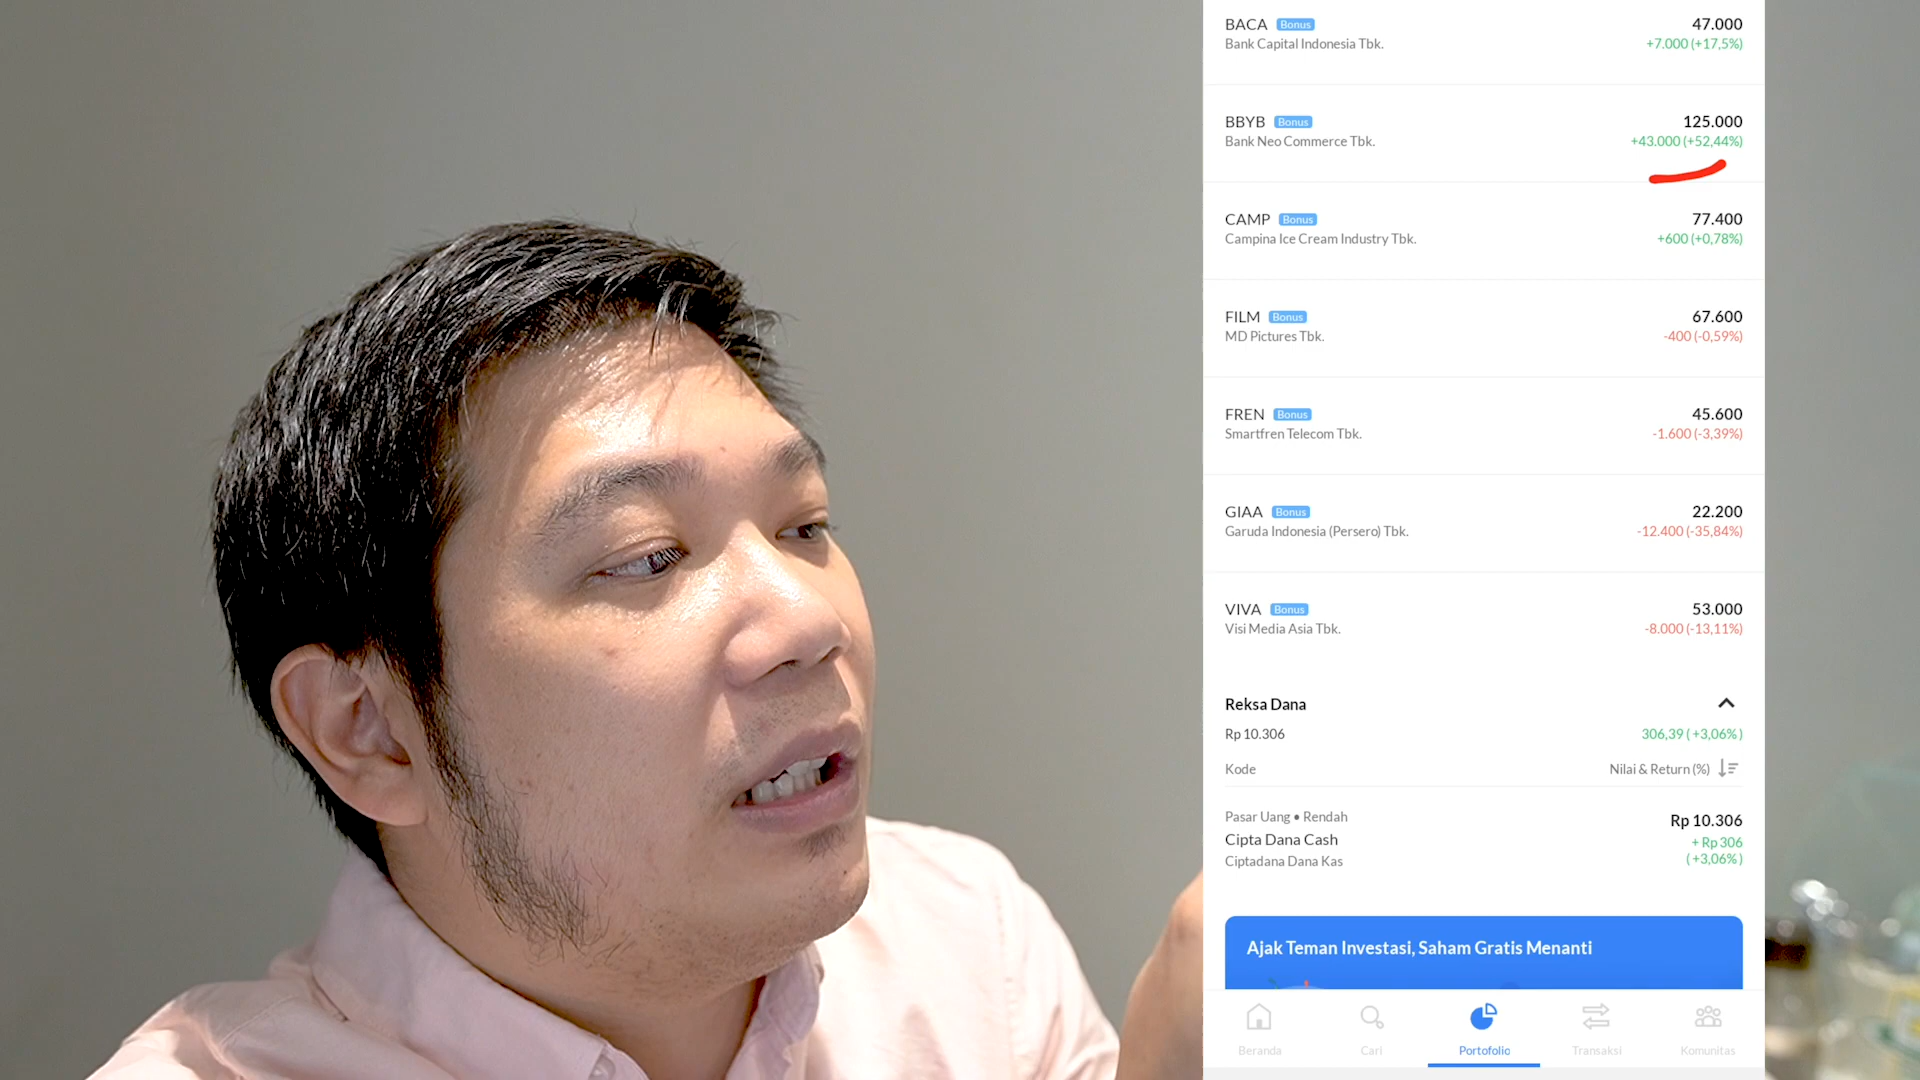 BACA Bonus 47.000
Bank Capital Indonesia Tbk. +7.000 (+17,5%)
BBYB Bonus 125.000
Bank Neo Commerce Tbk. +43.000 (+52,44%)
CAMP Bonus 77.400
Campina Ice Cream Industry Tbk. +600 (+0,78%)
FILM Bonus 67.600
MD Pictures Tbk. -400 (-0,59%)
FREN Bonus 45.600
Smartfren Telecom Tbk. -1.600 (-3,39%)
GIAA Bonus 22.200
Garuda Indonesia (Persero) Tbk. -12.400 (-35,84%)
VIVA Bonus 53.000
Visi Media Asia Tbk. -8.000 (-13,11%)
Reksa Dana
Rp 10.306 306,39 ( +3,06% )
Kode Nilai & Return (%)
Pasar Uang • Rendah Rp 10.306
Cipta Dana Cash + Rp 306
Ciptadana Dana Kas ( +3,06% )
Ajak Teman Investasi, Saham Gratis Menanti
Beranda Cari Portofolio Transaksi Komunitas